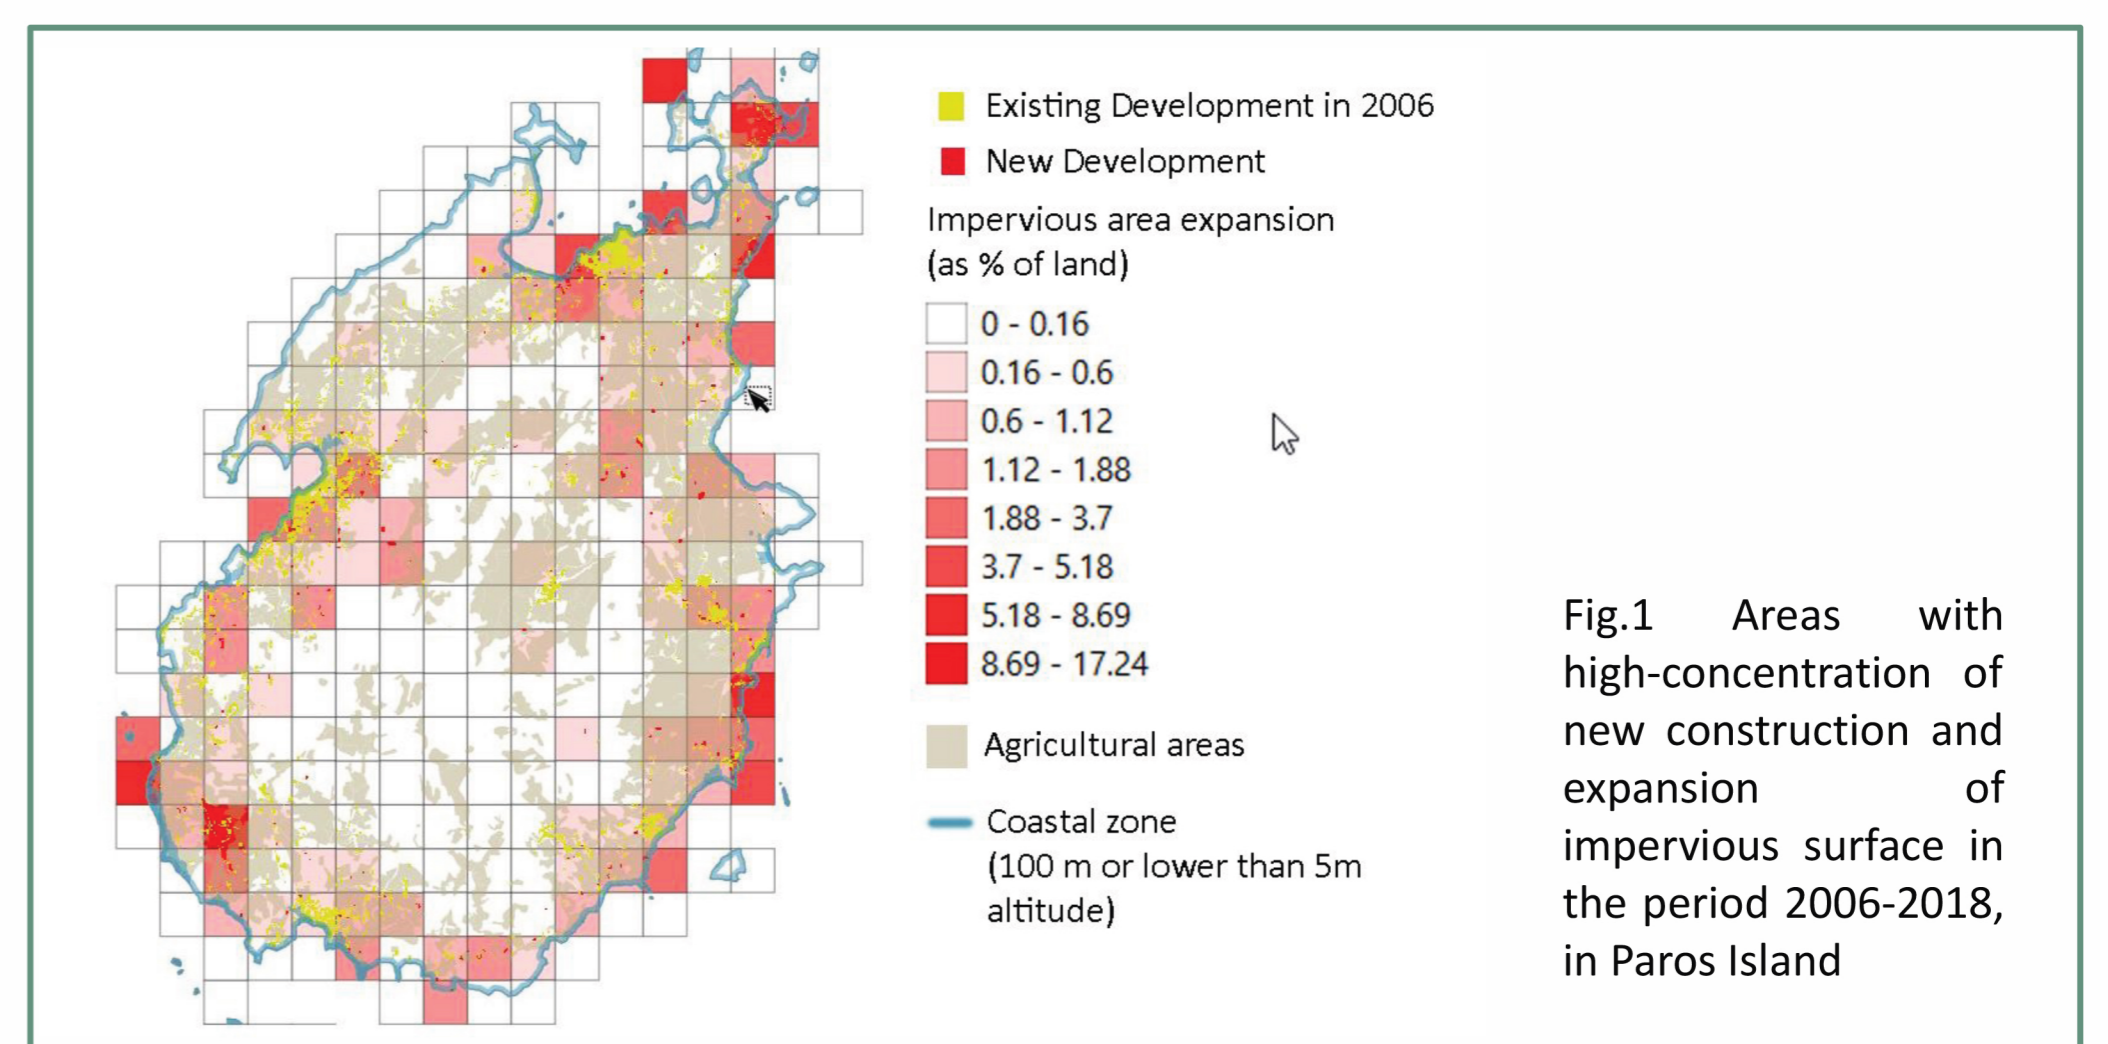 Existing Development in 2006
New Development
Impervious area expansion
(as % of land)
0 - 0.16
0.16 - 0.6
0.6 - 1.12
1.12 - 1.88
1.88 - 3.7
3.7 - 5.18
5.18 - 8.69
8.69 - 17.24
Agricultural areas
Coastal zone
(100 m or lower than 5m
altitude)
Fig.1 Areas with
high-concentration of
new construction and
expansion of
impervious surface in
the period 2006-2018,
in Paros Island